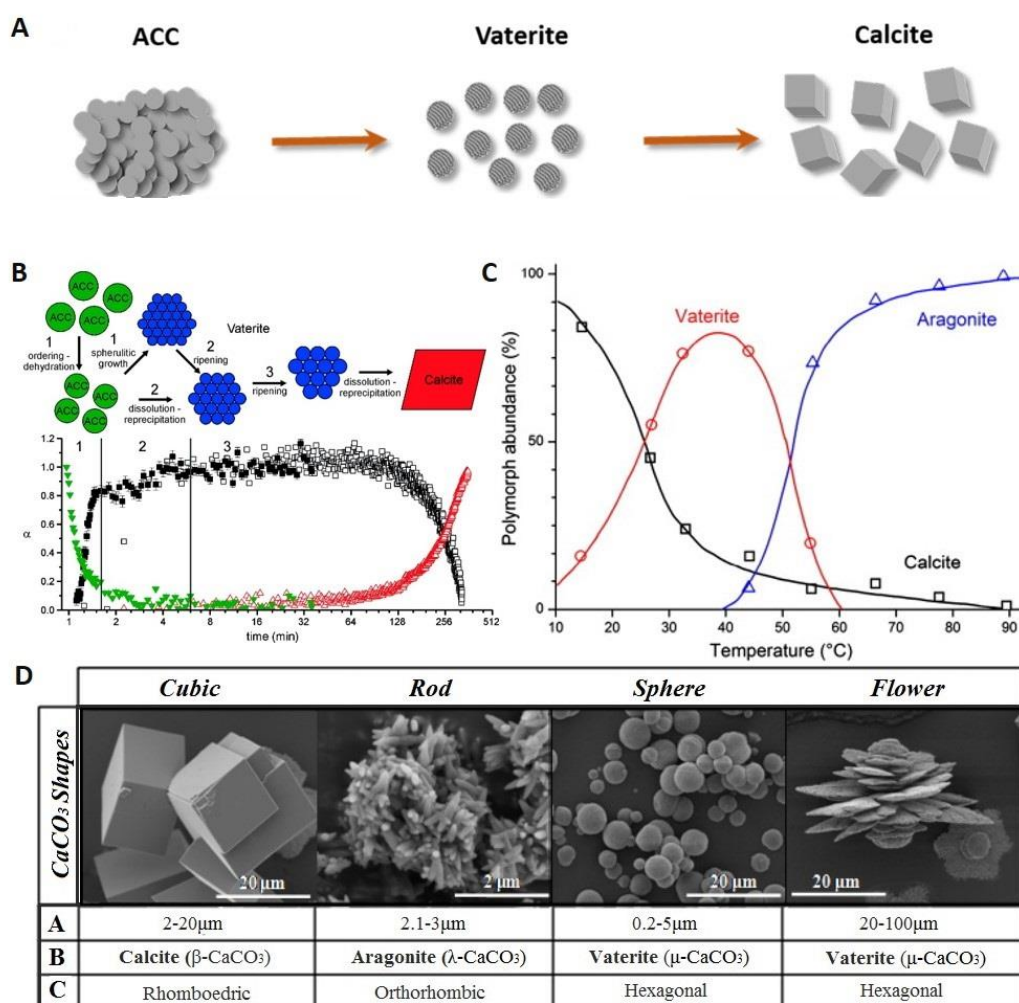 A
ACC
Vaterite
Calcite
B
ACC
ACC
ACC
ACC
1
ordering -
dehydration
1
spherulitic
growth
Vaterite
2
ripening
ACC
ACC
ACC
ACC
2
dissolution -
reprecipitation
3
ripening
dissolution -
reprecipitation
Calcite
1 2 3
1.2
1.0
0.8
0.6
0.4
0.2
0.0
α
1 2 4 8 16 32 64 128 256 512
time (min)
C
100
50
0
Polymorph abundance (%)
Vaterite
Aragonite
Calcite
10 20 30 40 50 60 70 80 90
Temperature (°C)
D
Cubic Rod Sphere Flower
CaCO3 Shapes
20 µm 2 µm 20 µm 20 µm
A 2-20µm 2.1-3µm 0.2-5µm 20-100µm
B Calcite (β-CaCO3) Aragonite (λ-CaCO3) Vaterite (µ-CaCO3) Vaterite (µ-CaCO3)
C Rhomboedric Orthorhombic Hexagonal Hexagonal